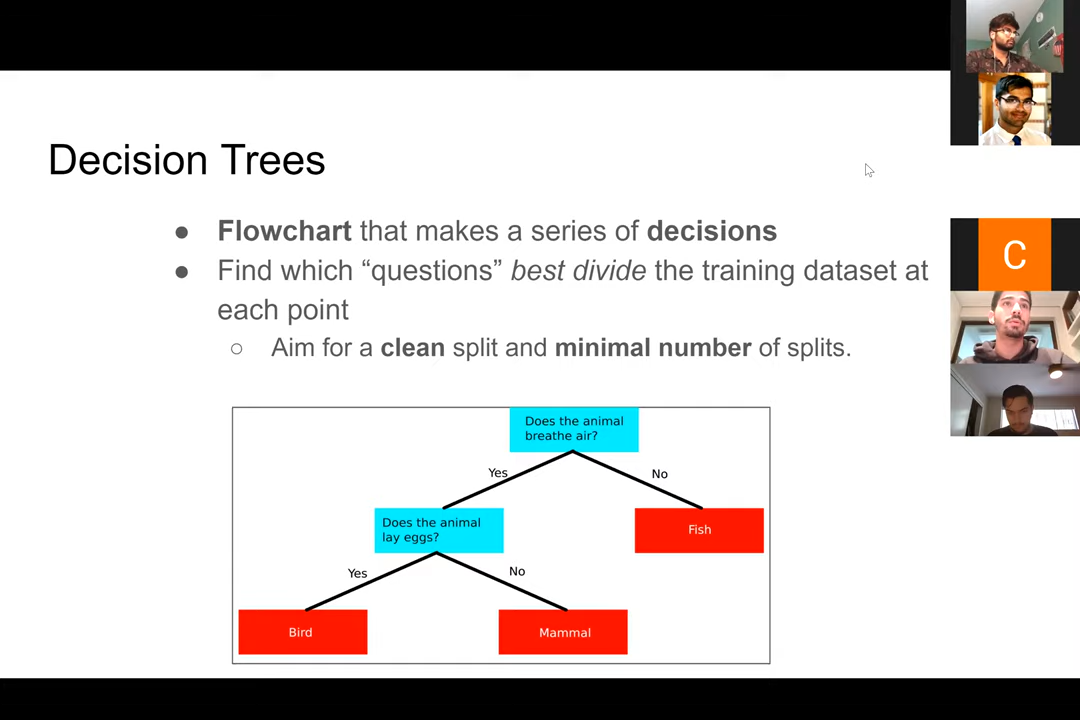 Decision Trees
● Flowchart that makes a series of decisions
● Find which “questions” best divide the training dataset at
each point
○ Aim for a clean split and minimal number of splits.
Does the animal
breathe air?
Yes
No
Does the animal
lay eggs?
Fish
Yes
No
Bird
Mammal
C